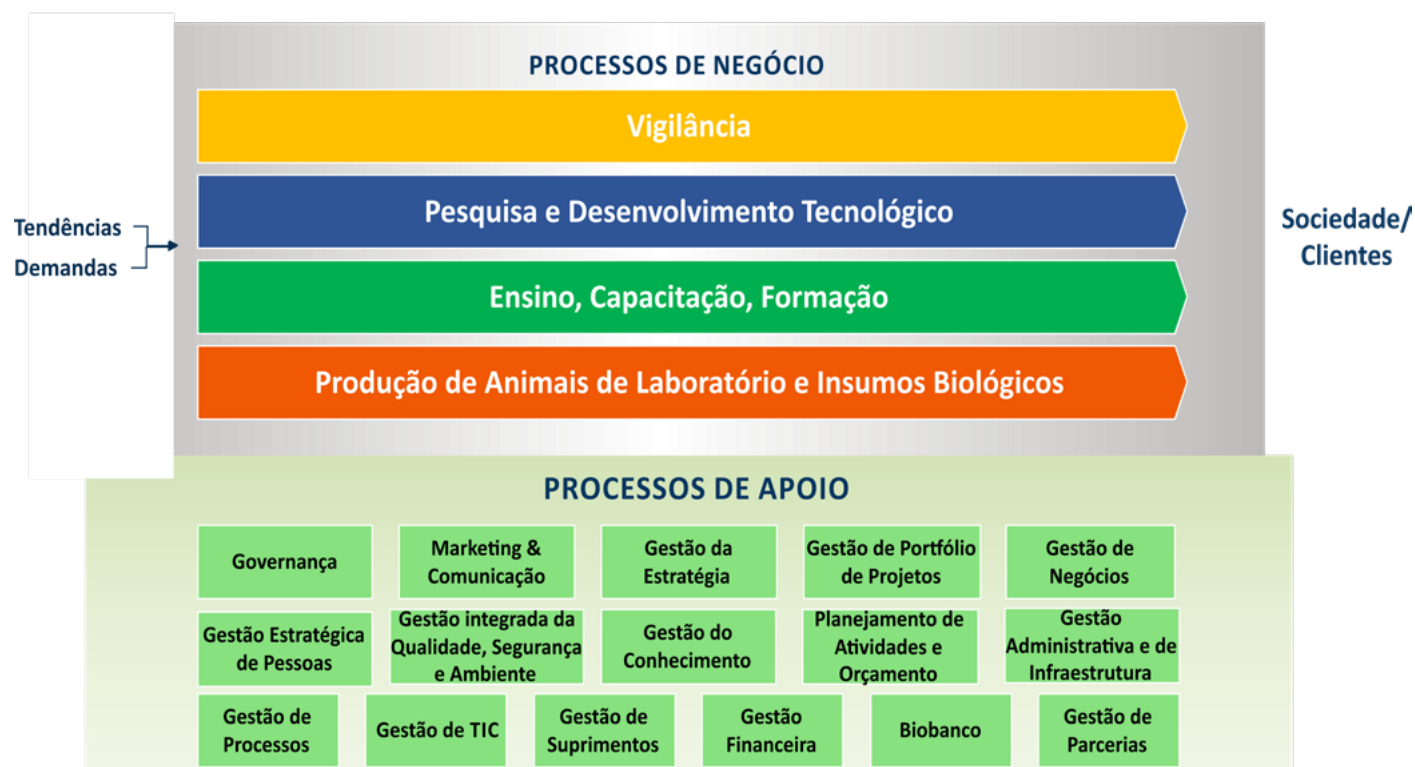 PROCESSOS DE NEGÓCIO
Vigilância
Tendências
Demandas
Pesquisa e Desenvolvimento Tecnológico
Ensino, Capacitação, Formação
Produção de Animais de Laboratório e Insumos Biológicos
Sociedade/
Clientes
PROCESSOS DE APOIO
Governança
Marketing &
Comunicação
Gestão da
Estratégia
Gestão de Portfólio
de Projetos
Gestão de
Negócios
Gestão Estratégica
de Pessoas
Gestão integrada da
Qualidade, Segurança
e Ambiente
Gestão do
Conhecimento
Planejamento de
Atividades e
Orçamento
Gestão
Administrativa e de
Infraestrutura
Gestão de
Processos
Gestão de TIC
Gestão de
Suprimentos
Gestão
Financeira
Biobanco
Gestão de
Parcerias